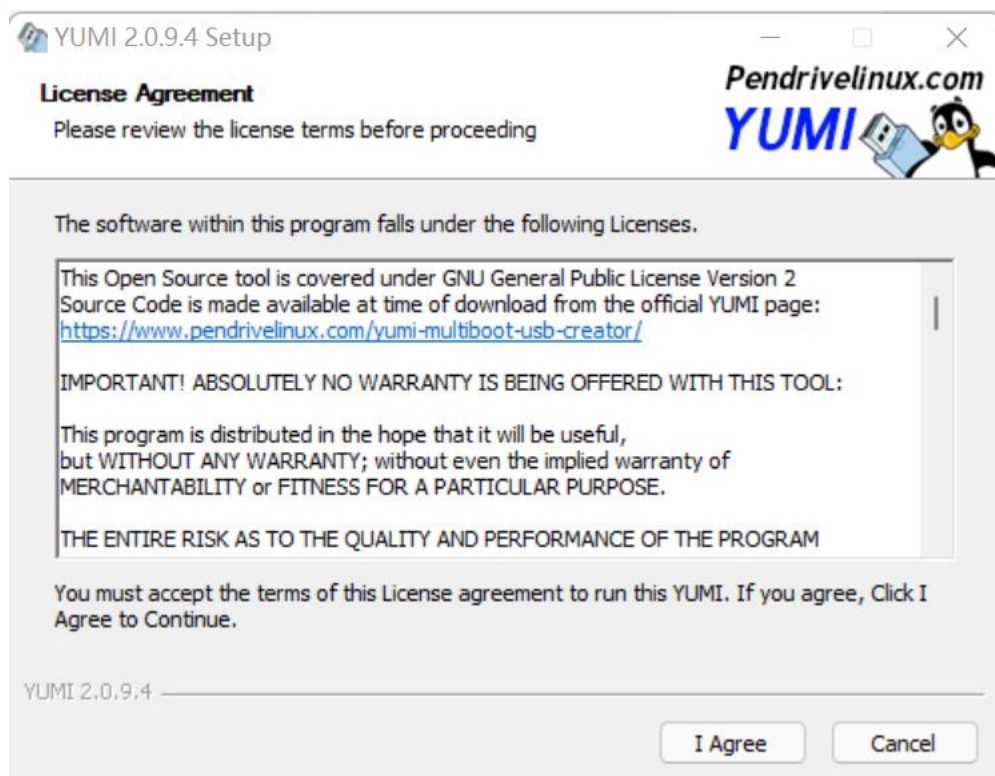 YUMI 2.0.9.4 Setup
License Agreement
Please review the license terms before proceeding
Pendrivelinux.com
YUMI
The software within this program falls under the following Licenses.
This Open Source tool is covered under GNU General Public License Version 2
Source Code is made available at time of download from the official YUMI page:
https://www.pendrivelinux.com/yumi-multiboot-usb-creator/
IMPORTANT! ABSOLUTELY NO WARRANTY IS BEING OFFERED WITH THIS TOOL:
This program is distributed in the hope that it will be useful,
but WITHOUT ANY WARRANTY; without even the implied warranty of
MERCHANTABILITY or FITNESS FOR A PARTICULAR PURPOSE.
THE ENTIRE RISK AS TO THE QUALITY AND PERFORMANCE OF THE PROGRAM
You must accept the terms of this License agreement to run this YUMI. If you agree, Click I
Agree to Continue.
YUMI 2.0.9.4
I Agree
Cancel